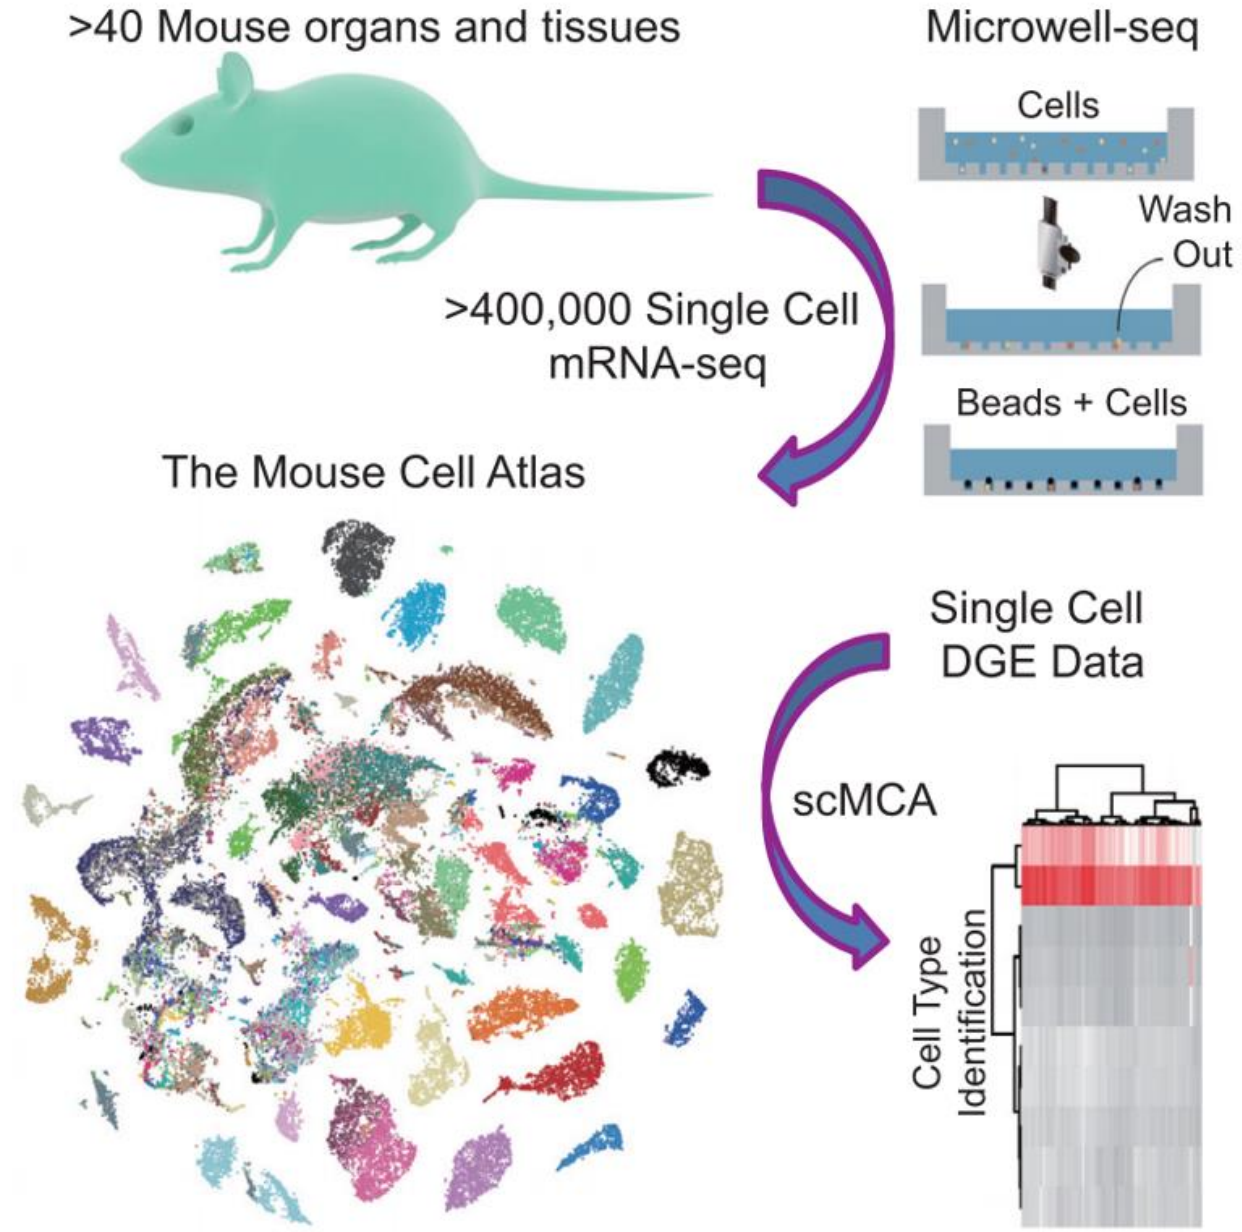 >40 Mouse organs and tissues
Microwell-seq
Cells
Wash
Out
>400,000 Single Cell
mRNA-seq
Beads + Cells
The Mouse Cell Atlas
Single Cell
DGE Data
scMCA
Cell Type
Identification